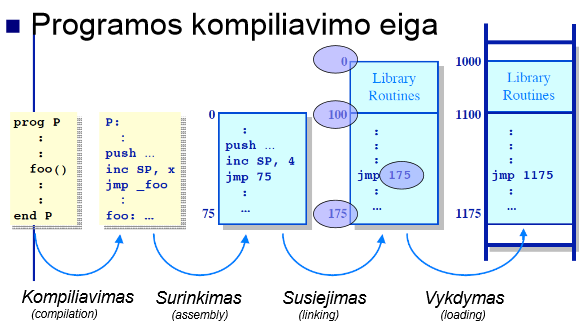 Programos kompiliavimo eiga
prog P
:
:
foo()
:
:
end P
P:
:
push …
inc SP, x
jmp _foo
:
foo: …
0
75
:
push …
inc SP, 4
jmp 75
:
…
0
100
175
Library
Routines
:
:
:
jmp 175
:
…
1000
1100
1175
Library
Routines
:
:
:
jmp 1175
:
…
Kompiliavimas
(compilation)
Surinkimas
(assembly)
Susiejimas
(linking)
Vykdymas
(loading)